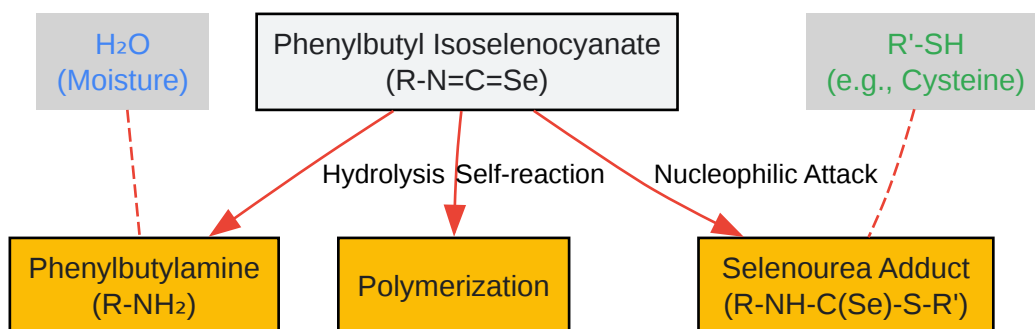 H₂O
(Moisture)
Phenylbutyl Isoselenocyanate
(R-N=C=Se)
R'-SH
(e.g., Cysteine)
Hydrolysis
Self-reaction
Nucleophilic Attack
Phenylbutylamine
(R-NH₂)
Polymerization
Selenourea Adduct
(R-NH-C(Se)-S-R')